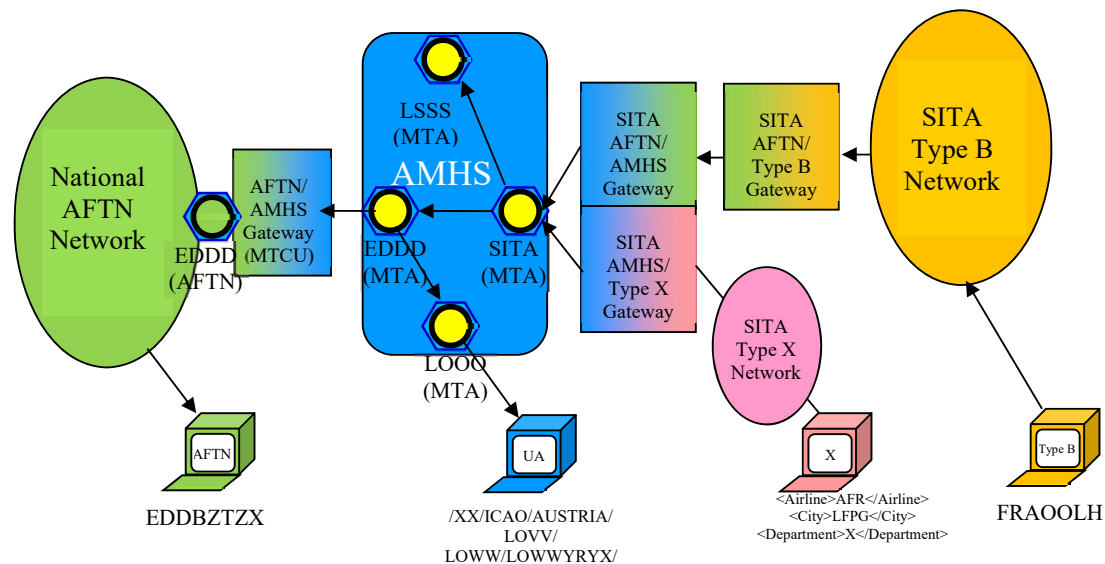 National
AFTN
Network
EDDD
(AFTN)
AFTN/
AMHS
Gateway
(MTCU)
LSSS
(MTA)
AMHS
EDDD
(MTA)
SITA
(MTA)
LOOO
(MTA)
SITA
AFTN/
AMHS
Gateway
SITA
AMHS/
Type X
Gateway
SITA
AFTN/
Type B
Gateway
SITA
Type B
Network
SITA
Type X
Network
AFTN
EDDBZTZX
UA
/XX/ICAO/AUSTRIA/
LOVV/
LOWW/LOWWYRYX/
X
<Airline>AFR</Airline>
<City>LFPG</City>
<Department>X</Department>
Type B
FRAOOLH